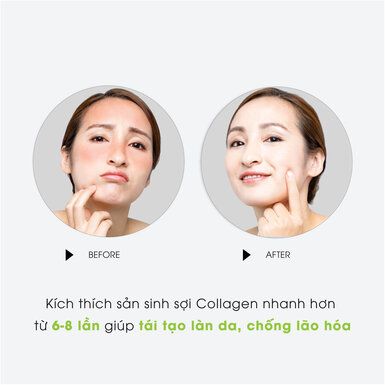 BEFORE
AFTER
Kích thích sản sinh sợi Collagen nhanh hơn
từ 6-8 lần giúp tái tạo làn da, chống lão hóa